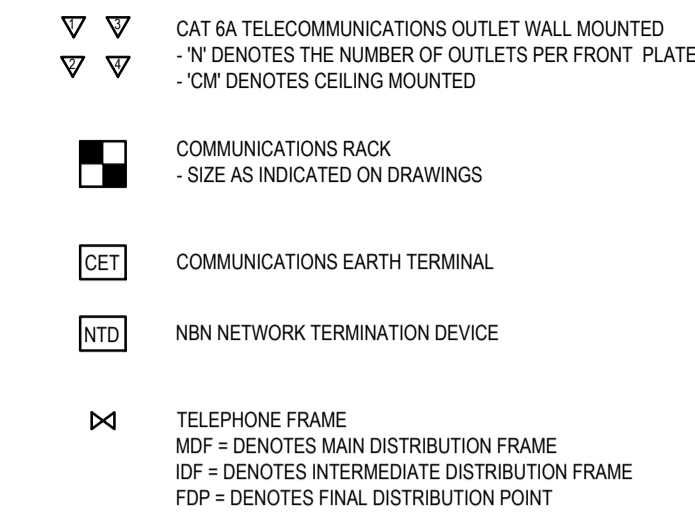 1 3 CAT 6A TELECOMMUNICATIONS OUTLET WALL MOUNTED
- 'N' DENOTES THE NUMBER OF OUTLETS PER FRONT PLATE
2 4
- 'CM' DENOTES CEILING MOUNTED
COMMUNICATIONS RACK
- SIZE AS INDICATED ON DRAWINGS
CET COMMUNICATIONS EARTH TERMINAL
NTD NBN NETWORK TERMINATION DEVICE
TELEPHONE FRAME
MDF = DENOTES MAIN DISTRIBUTION FRAME
IDF = DENOTES INTERMEDIATE DISTRIBUTION FRAME
FDP = DENOTES FINAL DISTRIBUTION POINT